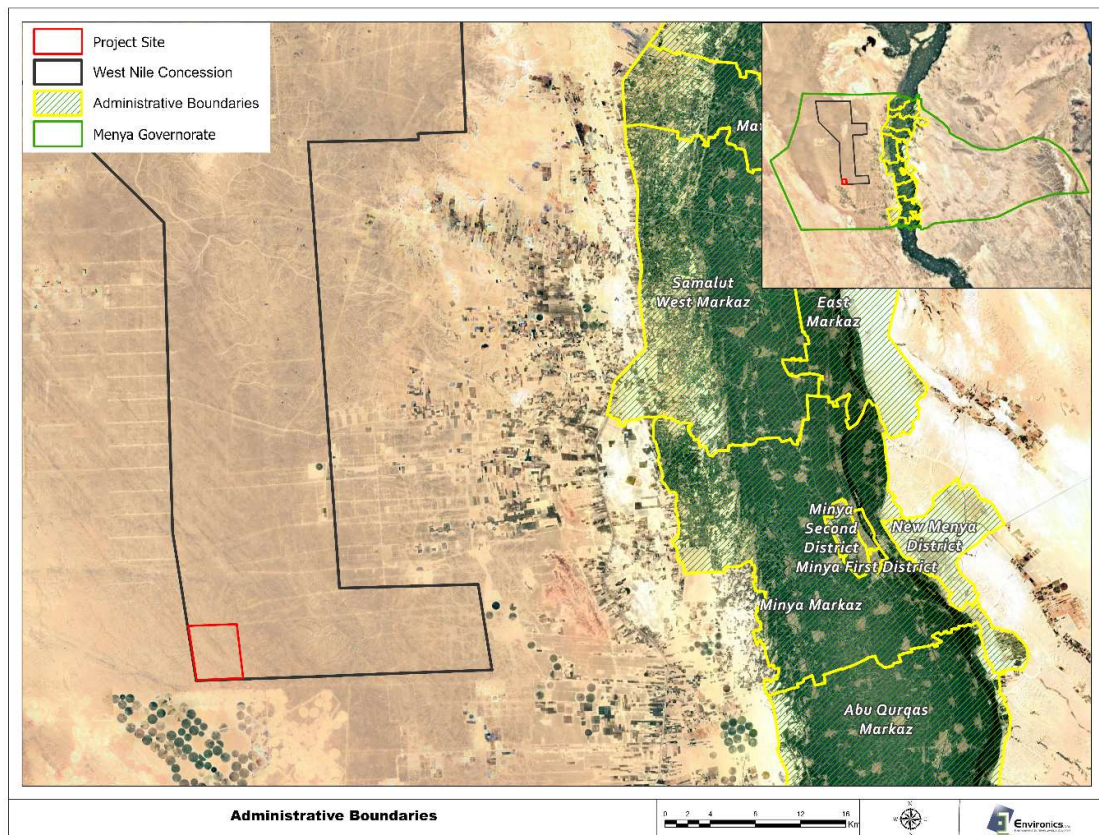 Project Site
West Nile Concession
Administrative Boundaries
Menya Governorate
Samalut
West Markaz
East
Markaz
Minya
Second
District
Minya First District
New Menya
District
Minya Markaz
Abu Qurqas
Markaz
Administrative Boundaries
0 2 4 8 12 16
Km
N
W
Environics